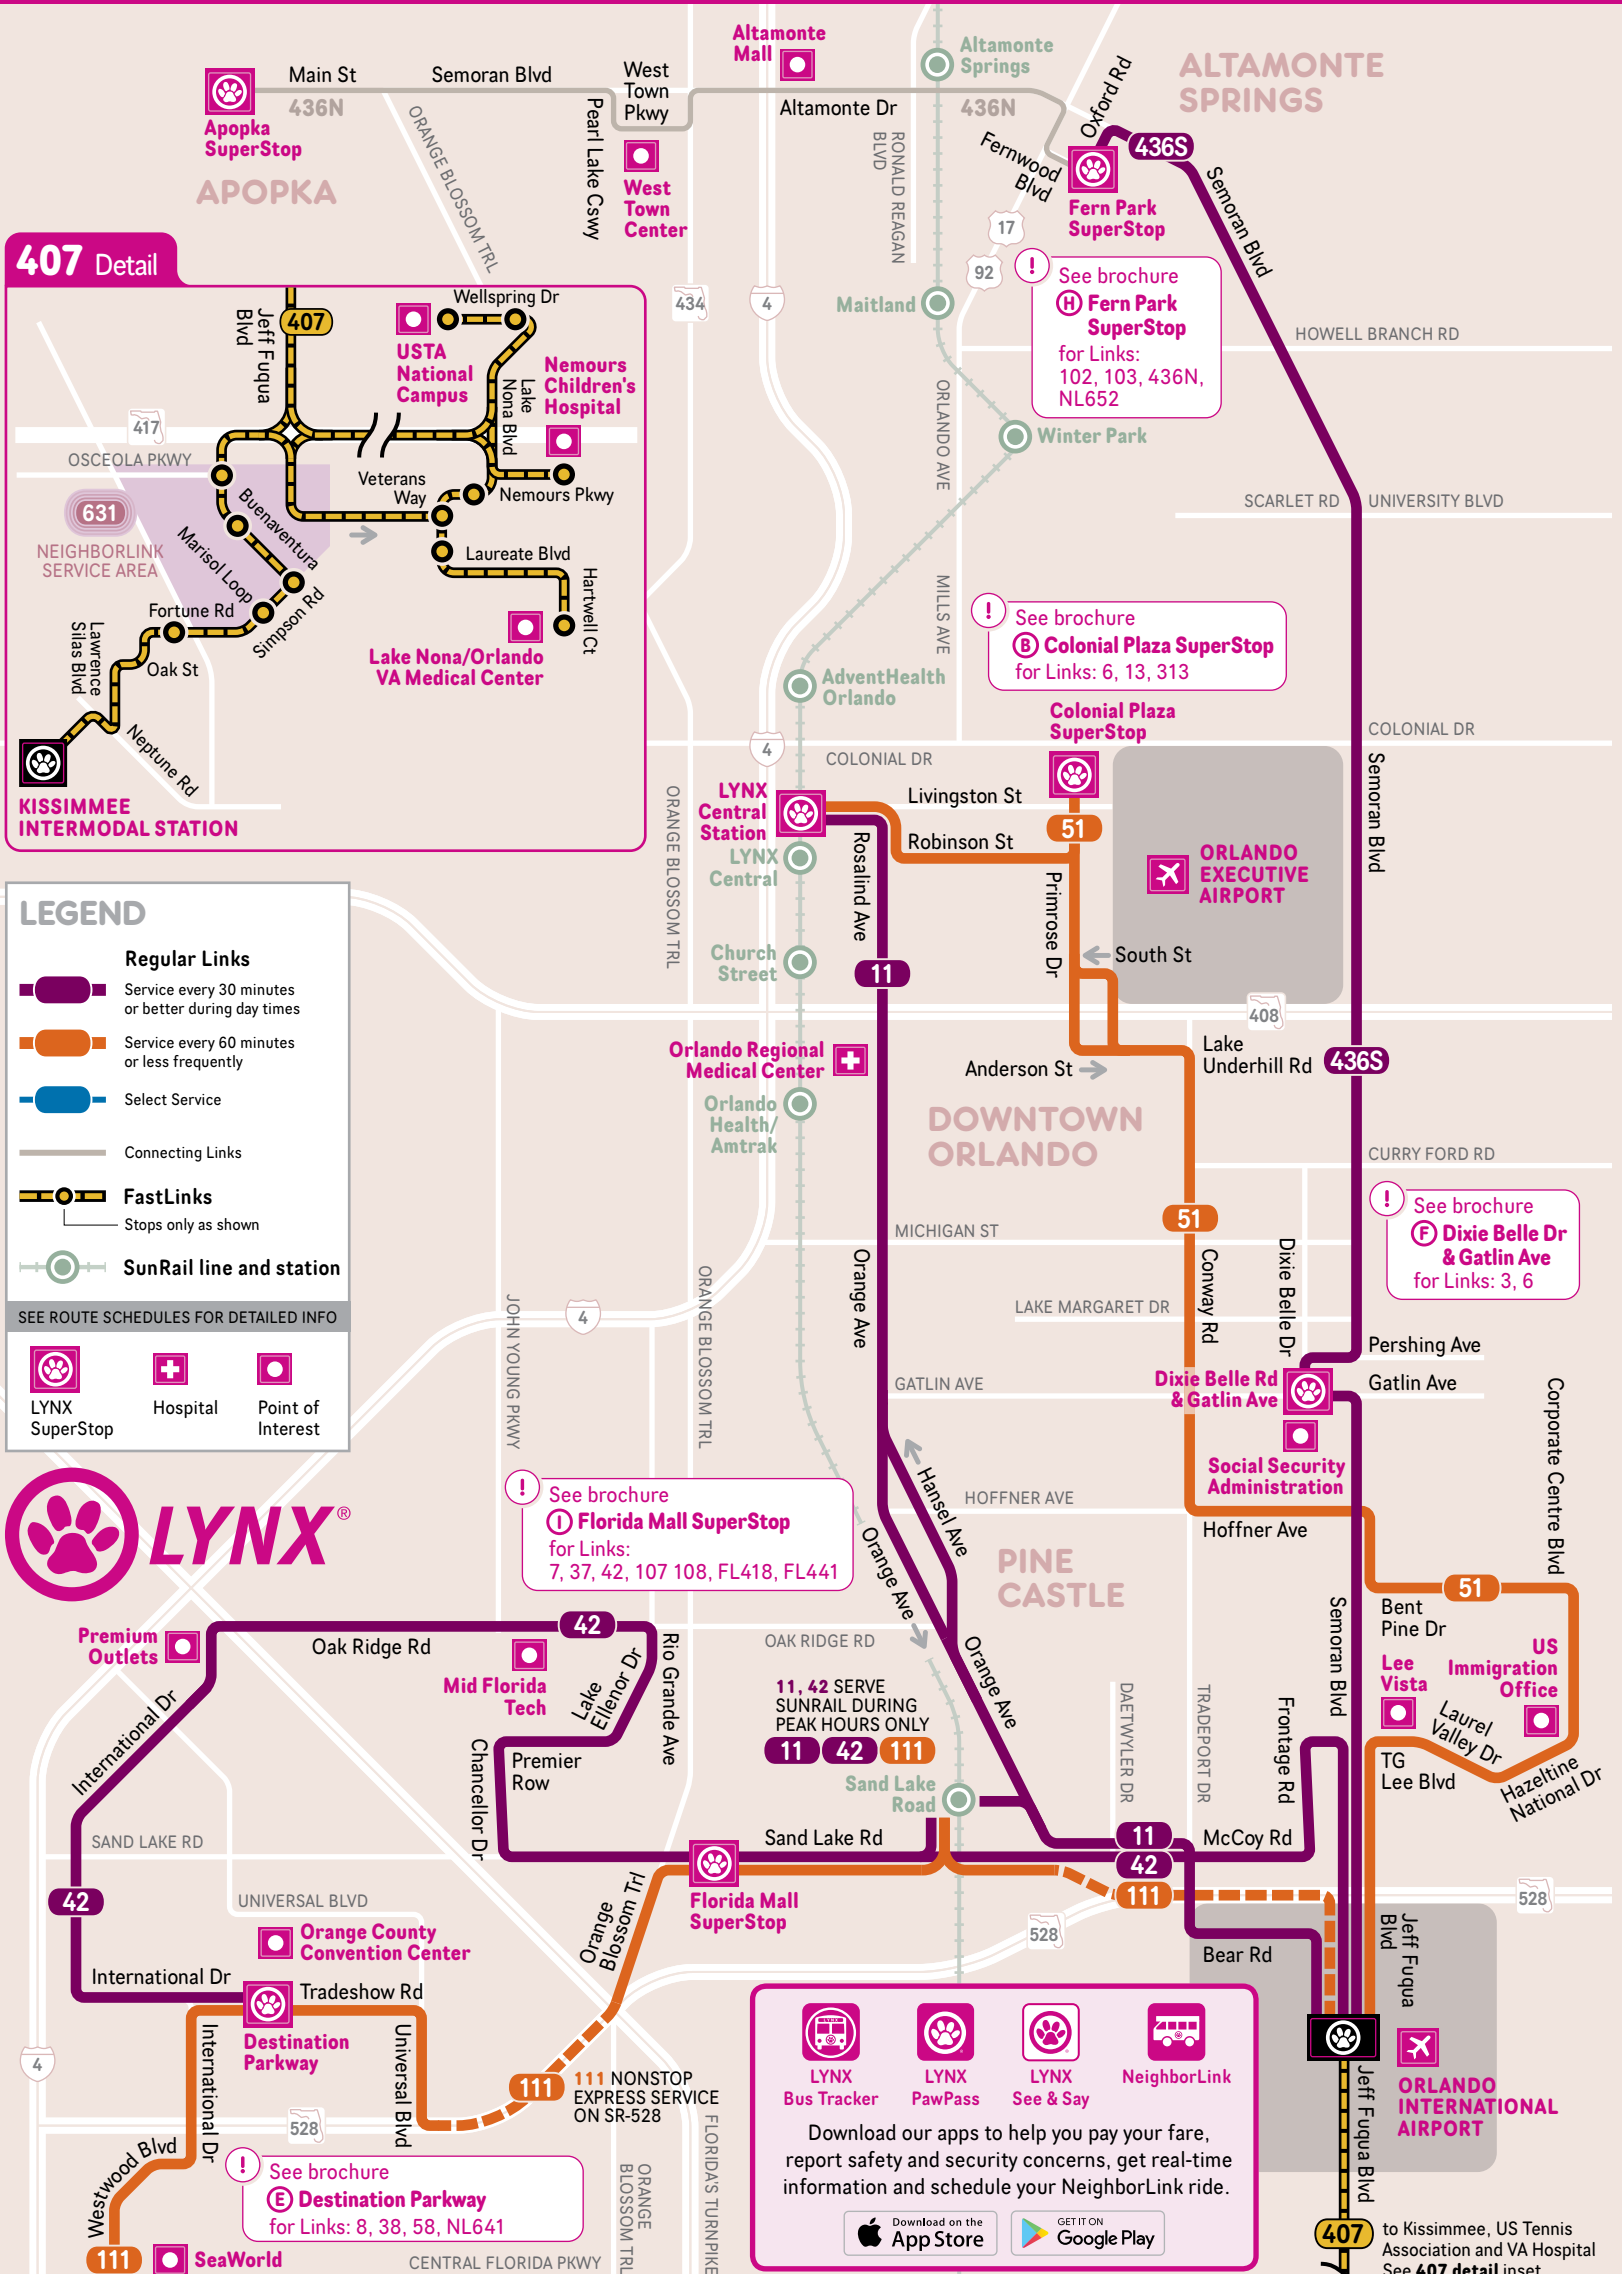 Altamonte
Mall
Altamonte
Springs
ALTAMONTE
SPRINGS
Main St
436N
Semoran Blvd
West
Town
Pkwy
Altamonte Dr
436N
Oxford Rd
436S
Apopka
SuperStop
APOPKA
ORANGE BLOSSOM TRL
Pearl Lake Cswy
West
Town
Center
RONALD REAGAN
BLVD
Fernwood
Blvd
Fern Park
SuperStop
Semoran Blvd
17
92
434
4
Maitland
!
See brochure
H Fern Park
SuperStop
for Links:
102, 103, 436N,
NL652
HOWELL BRANCH RD
ORLANDO AVE
Winter Park
SCARLET RD
UNIVERSITY BLVD
MILLS AVE
407 Detail
Jeff Fuqua
Blvd
407
Wellspring Dr
USTA
National
Campus
Lake
Nona Blvd
Nemours
Children's
Hospital
417
OSCEOLA PKWY
Veterans
Way
Nemours Pkwy
631
NEIGHBORLINK
SERVICE AREA
Buenaventura
Marisol Loop
Laureate Blvd
Hartwell Ct
Fortune Rd
Simpson Rd
Lawrence
Silas Blvd
Oak St
Lake Nona/Orlando
VA Medical Center
Neptune Rd
KISSIMMEE
INTERMODAL STATION
!
See brochure
B Colonial Plaza SuperStop
for Links: 6, 13, 313
AdventHealth
Orlando
Colonial Plaza
SuperStop
4
COLONIAL DR
COLONIAL DR
LYNX
Central
Station
LYNX
Central
Livingston St
51
Robinson St
Rosalind Ave
Primrose Dr
ORLANDO
EXECUTIVE
AIRPORT
Semoran Blvd
ORANGE BLOSSOM TRL
Church
Street
11
South St
408
Orlando Regional
Medical Center
Anderson St
Lake
Underhill Rd
436S
Orlando
Health/
Amtrak
DOWNTOWN
ORLANDO
CURRY FORD RD
LEGEND
Regular Links
Service every 30 minutes
or better during day times
Service every 60 minutes
or less frequently
Select Service
Connecting Links
FastLinks
Stops only as shown
SunRail line and station
SEE ROUTE SCHEDULES FOR DETAILED INFO
LYNX
SuperStop
Hospital
Point of
Interest
LYNX®
!
See brochure
F Dixie Belle Dr
& Gatlin Ave
for Links: 3, 6
51
MICHIGAN ST
Orange Ave
Conway Rd
Dixie Belle Dr
LAKE MARGARET DR
Pershing Ave
Gatlin Ave
GATLIN AVE
Dixie Belle Rd
& Gatlin Ave
JOHN YOUNG PKWY
4
ORANGE BLOSSOM TRL
Social Security
Administration
Corporate Centre Blvd
!
See brochure
I Florida Mall SuperStop
for Links:
7, 37, 42, 107 108, FL418, FL441
Hansel Ave
HOFFNER AVE
Hoffner Ave
Orange Ave
PINE
CASTLE
51
Bent
Pine Dr
Premium
Outlets
42
Oak Ridge Rd
Mid Florida
Tech
Lake
Ellenor Dr
Rio Grande Ave
OAK RIDGE RD
Orange Ave
11, 42 SERVE
SUNRAIL DURING
PEAK HOURS ONLY
11 42 111
Semoran Blvd
Lee
Vista
US
Immigration
Office
Laurel
Valley Dr
TG
Lee Blvd
Hazeltine
National Dr
International Dr
Chancellor Dr
Premier
Row
DAETWYLER DR
TRADEPORT DR
Frontage Rd
Sand Lake
Road
SAND LAKE RD
Sand Lake Rd
11
42
111
McCoy Rd
42
UNIVERSAL BLVD
Orange County
Convention Center
Florida Mall
SuperStop
Orange
Blossom Trl
528
528
Jeff Fuqua
Blvd
Bear Rd
International Dr
Tradeshow Rd
Destination
Parkway
4
International Dr
Universal Blvd
528
111
111 NONSTOP
EXPRESS SERVICE
ON SR-528
Westwood Blvd
111
SeaWorld
!
See brochure
E Destination Parkway
for Links: 8, 38, 58, NL641
CENTRAL FLORIDA PKWY
ORANGE
BLOSSOM TRL
FLORIDA'S TURNPIKE
LYNX
Bus Tracker
LYNX
PawPass
LYNX
See & Say
NeighborLink
Download our apps to help you pay your fare,
report safety and security concerns, get real-time
information and schedule your NeighborLink ride.
Download on the
App Store
GET IT ON
Google Play
ORLANDO
INTERNATIONAL
AIRPORT
Jeff Fuqua Blvd
407
to Kissimmee, US Tennis
Association and VA Hospital
See 407 detail inset